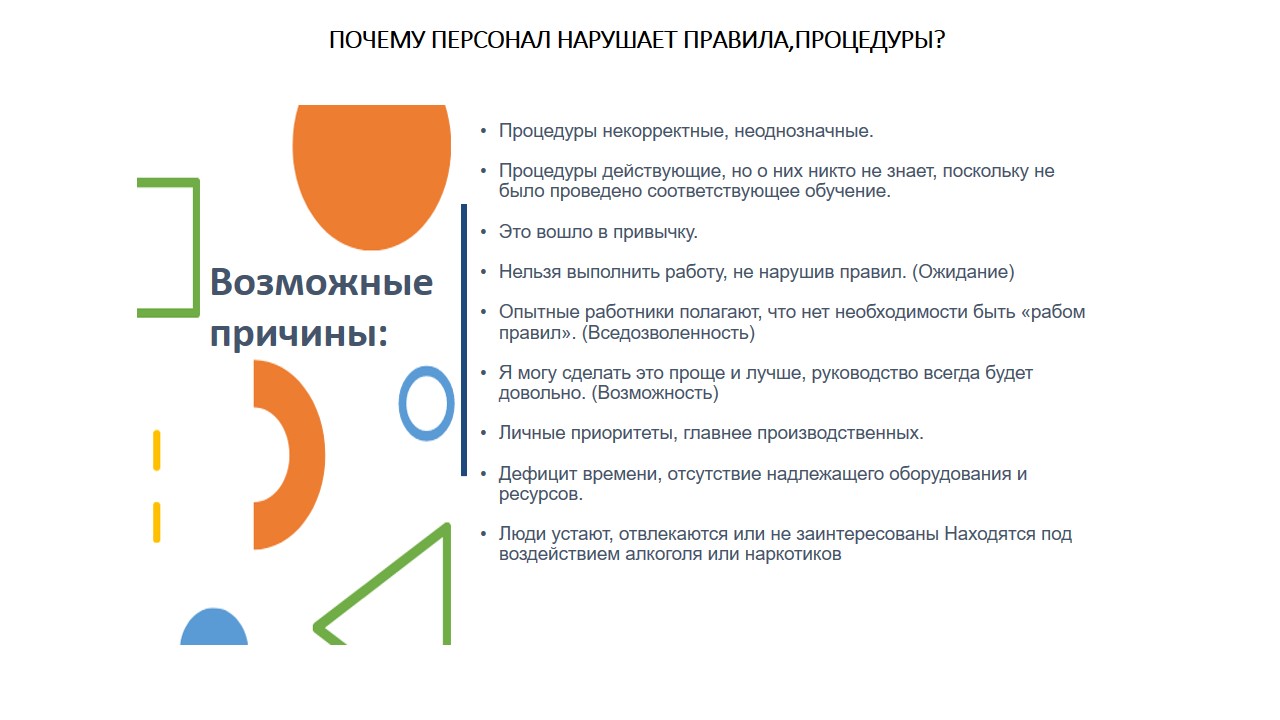 ПОЧЕМУ ПЕРСОНАЛ НАРУШАЕТ ПРАВИЛА,ПРОЦЕДУРЫ?
Возможные
причины:
• Процедуры некорректные, неоднозначные.
• Процедуры действующие, но о них никто не знает, поскольку не
было проведено соответствующее обучение.
• Это вошло в привычку.
• Нельзя выполнить работу, не нарушив правил. (Ожидание)
• Опытные работники полагают, что нет необходимости быть «рабом
правил». (Вседозволенность)
• Я могу сделать это проще и лучше, руководство всегда будет
довольно. (Возможность)
• Личные приоритеты, главнее производственных.
• Дефицит времени, отсутствие надлежащего оборудования и
ресурсов.
• Люди устают, отвлекаются или не заинтересованы Находятся под
воздействием алкоголя или наркотиков